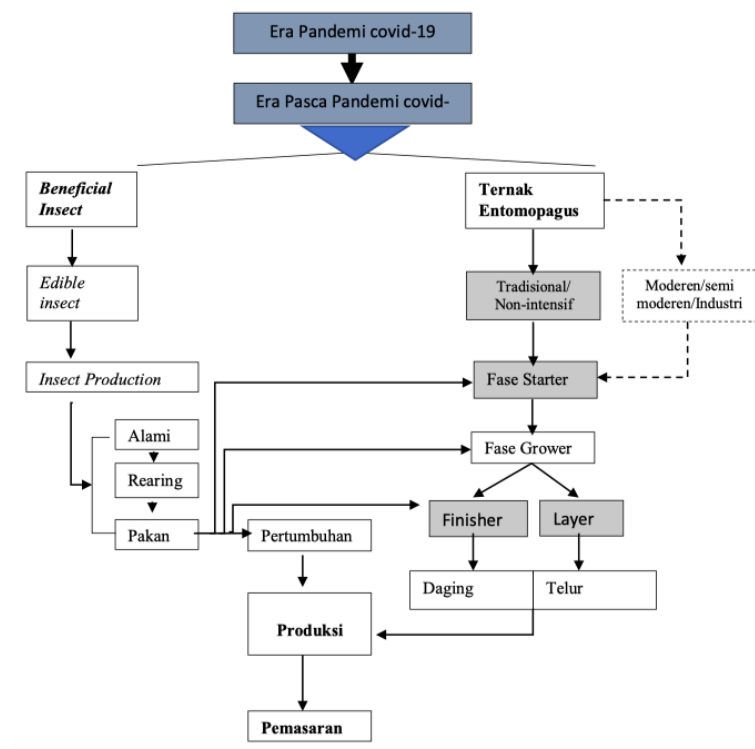 Era Pandemi covid-19
Era Pasca Pandemi covid-
Beneficial
Insect
Ternak
Entomopagus
Edible
insect
Tradisional/
Non-intensif
Moderen/semi
moderen/Industri
Insect Production
Fase Starter
Alami
Fase Grower
Rearing
Pakan
Pertumbuhan
Finisher
Layer
Daging
Telur
Produksi
Pemasaran